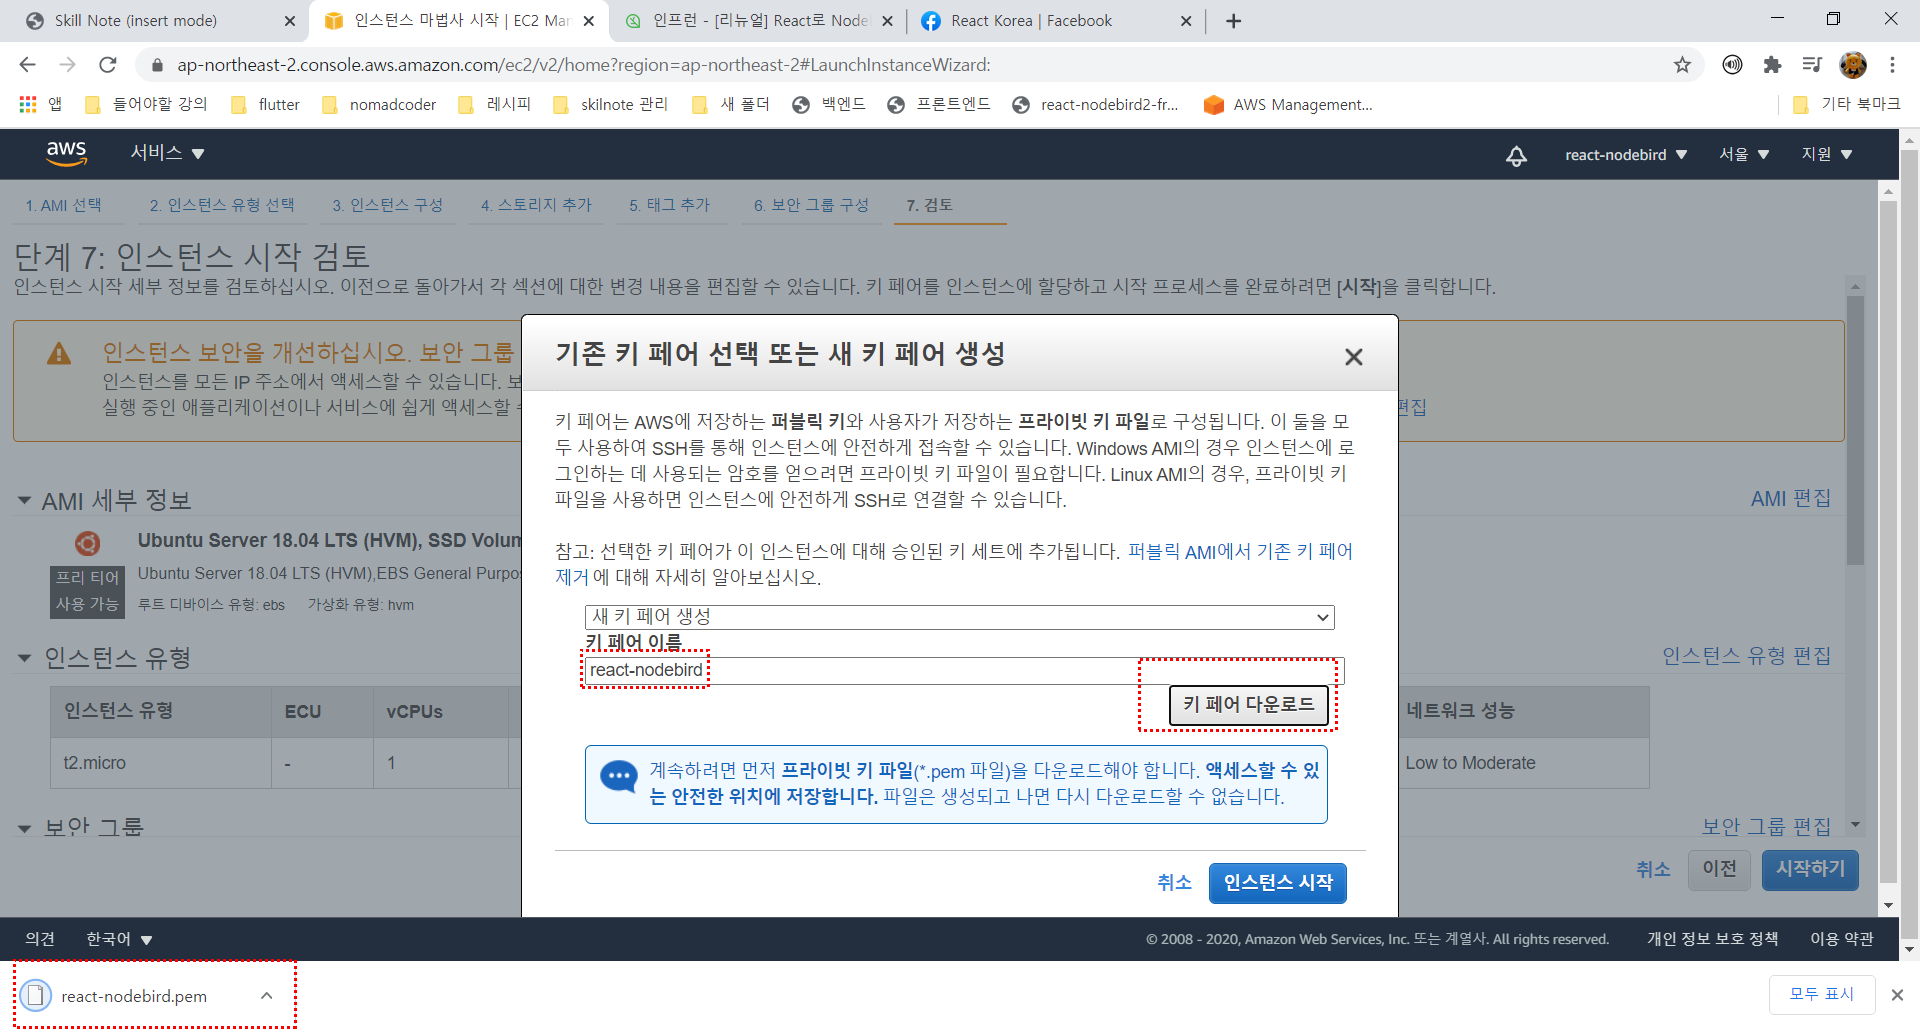 Skill Note (insert mode)
인스턴스 마법사 시작 | EC2 Man
인프런 - [리뉴얼] React로 Node
React Korea | Facebook
ap-northeast-2.console.aws.amazon.com/ec2/v2/home?region=ap-northeast-2#LaunchInstanceWizard:
앱 들어야할 강의 flutter nomadcoder 레시피 skilnote 관리 새 폴더 백엔드 프론트엔드 react-nodebird2-fr... AWS Management... 기타 북마크
aws 서비스 react-nodebird 서울 지원
1. AMI 선택 2. 인스턴스 유형 선택 3. 인스턴스 구성 4. 스토리지 추가 5. 태그 추가 6. 보안 그룹 구성 7. 검토
단계 7: 인스턴스 시작 검토
인스턴스 시작 세부 정보를 검토하십시오. 이전으로 돌아가서 각 섹션에 대한 변경 내용을 편집할 수 있습니다. 키 페어를 인스턴스에 할당하고 시작 프로세스를 완료하려면 [시작]을 클릭합니다.
인스턴스 보안을 개선하십시오. 보안 그룹
인스턴스를 모든 IP 주소에서 액세스할 수 있습니다.
실행 중인 애플리케이션이나 서비스에 쉽게 액세스할
편집
AMI 세부 정보
AMI 편집
Ubuntu Server 18.04 LTS (HVM), SSD Volum
프리 티어
사용 가능
Ubuntu Server 18.04 LTS (HVM),EBS General Purpo
루트 디바이스 유형: ebs 가상화 유형: hvm
인스턴스 유형
인스턴스 유형 편집
인스턴스 유형 ECU vCPUs 네트워크 성능
t2.micro - 1 Low to Moderate
보안 그룹
보안 그룹 편집
취소 이전 시작하기
기존 키 페어 선택 또는 새 키 페어 생성
키 페어는 AWS에 저장하는 퍼블릭 키와 사용자가 저장하는 프라이빗 키 파일로 구성됩니다. 이 둘을 모
두 사용하여 SSH를 통해 인스턴스에 안전하게 접속할 수 있습니다. Windows AMI의 경우 인스턴스에 로
그인하는 데 사용되는 암호를 얻으려면 프라이빗 키 파일이 필요합니다. Linux AMI의 경우, 프라이빗 키
파일을 사용하면 인스턴스에 안전하게 SSH로 연결할 수 있습니다.
참고: 선택한 키 페어가 이 인스턴스에 대해 승인된 키 세트에 추가됩니다. 퍼블릭 AMI에서 기존 키 페어
제거 에 대해 자세히 알아보십시오.
새 키 페어 생성
키 페어 이름
react-nodebird
키 페어 다운로드
계속하려면 먼저 프라이빗 키 파일(*.pem 파일)을 다운로드해야 합니다. 액세스할 수 있
는 안전한 위치에 저장합니다. 파일은 생성되고 나면 다시 다운로드할 수 없습니다.
취소 인스턴스 시작
의견 한국어 © 2008 - 2020, Amazon Web Services, Inc. 또는 계열사. All rights reserved. 개인 정보 보호 정책 이용 약관
react-nodebird.pem
모두 표시